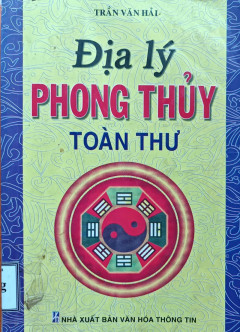 TRẦN VĂN HẢI
Địa lý
PHONG THỦY
TOÀN THƯ
NHÀ XUẤT BẢN VĂN HÓA THÔNG TIN